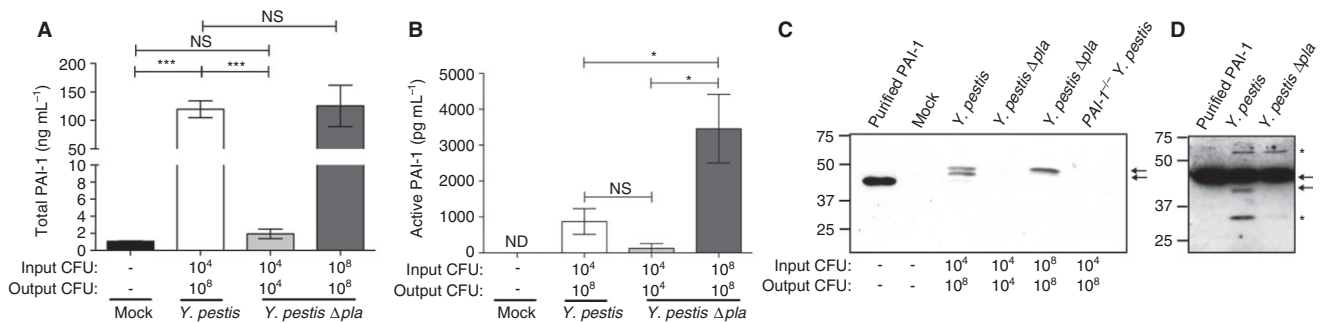 A
NS
NS
*** ***
Total PAI-1 (ng mL⁻¹)
200
150
100
50
10
8
6
4
2
0
Input CFU: - 10⁴ 10⁴ 10⁸
Output CFU: - 10⁸ 10⁴ 10⁸
Mock Y. pestis Y. pestis Δpla
B
*
*
NS
ND
Active PAI-1 (pg mL⁻¹)
5000
4000
3000
2000
1000
0
Input CFU: - 10⁴ 10⁴ 10⁸
Output CFU: - 10⁸ 10⁴ 10⁸
Mock Y. pestis Y. pestis Δpla
C
Purified PAI-1
Mock
Y. pestis
Y. pestis Δpla
Y. pestis Δpla
PAI-1⁻/⁻ Y. pestis
75
50
37
25
Input CFU: - - 10⁴ 10⁴ 10⁸ 10⁴
Output CFU: - - 10⁸ 10⁴ 10⁸ 10⁸
D
Purified PAI-1
Y. pestis
Y. pestis Δpla
75
50
37
25
*
*